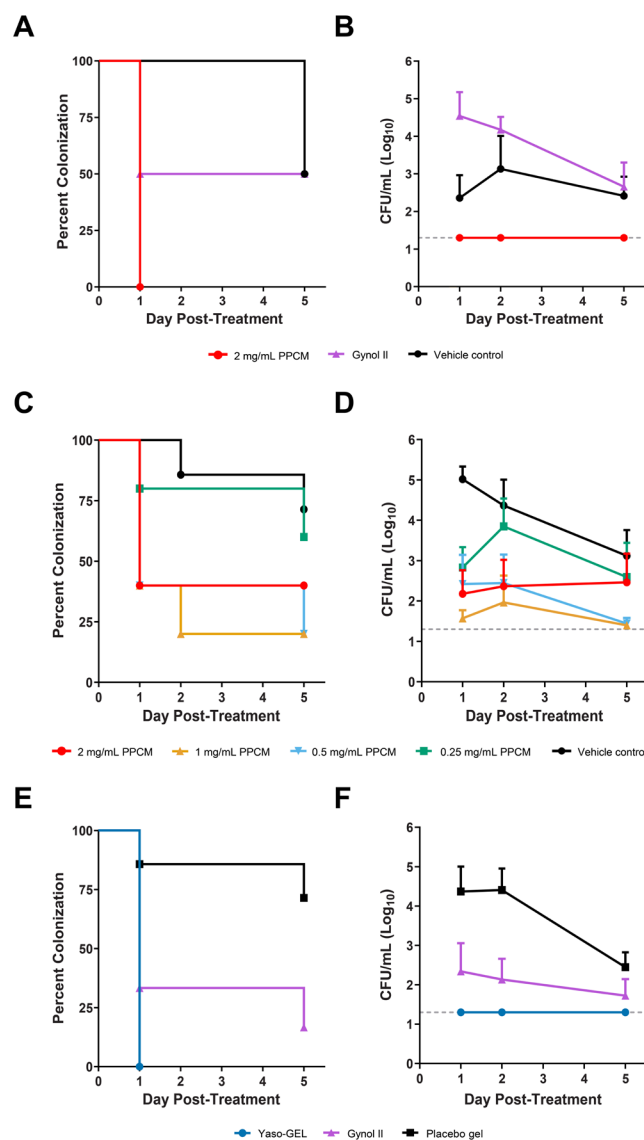 A
B
Percent Colonization
100
75
50
25
0
0 1 2 3 4 5
Day Post-Treatment
CFU/mL (Log10)
6
5
4
3
2
1
0
0 1 2 3 4 5
Day Post-Treatment
2 mg/mL PPCM Gynol II Vehicle control
C
D
Percent Colonization
100
75
50
25
0
0 1 2 3 4 5
Day Post-Treatment
CFU/mL (Log10)
6
5
4
3
2
1
0
0 1 2 3 4 5
Day Post-Treatment
2 mg/mL PPCM 1 mg/mL PPCM 0.5 mg/mL PPCM 0.25 mg/mL PPCM Vehicle control
E
F
Percent Colonization
100
75
50
25
0
0 1 2 3 4 5
Day Post-Treatment
CFU/mL (Log10)
6
5
4
3
2
1
0
0 1 2 3 4 5
Day Post-Treatment
Yaso-GEL Gynol II Placebo gel